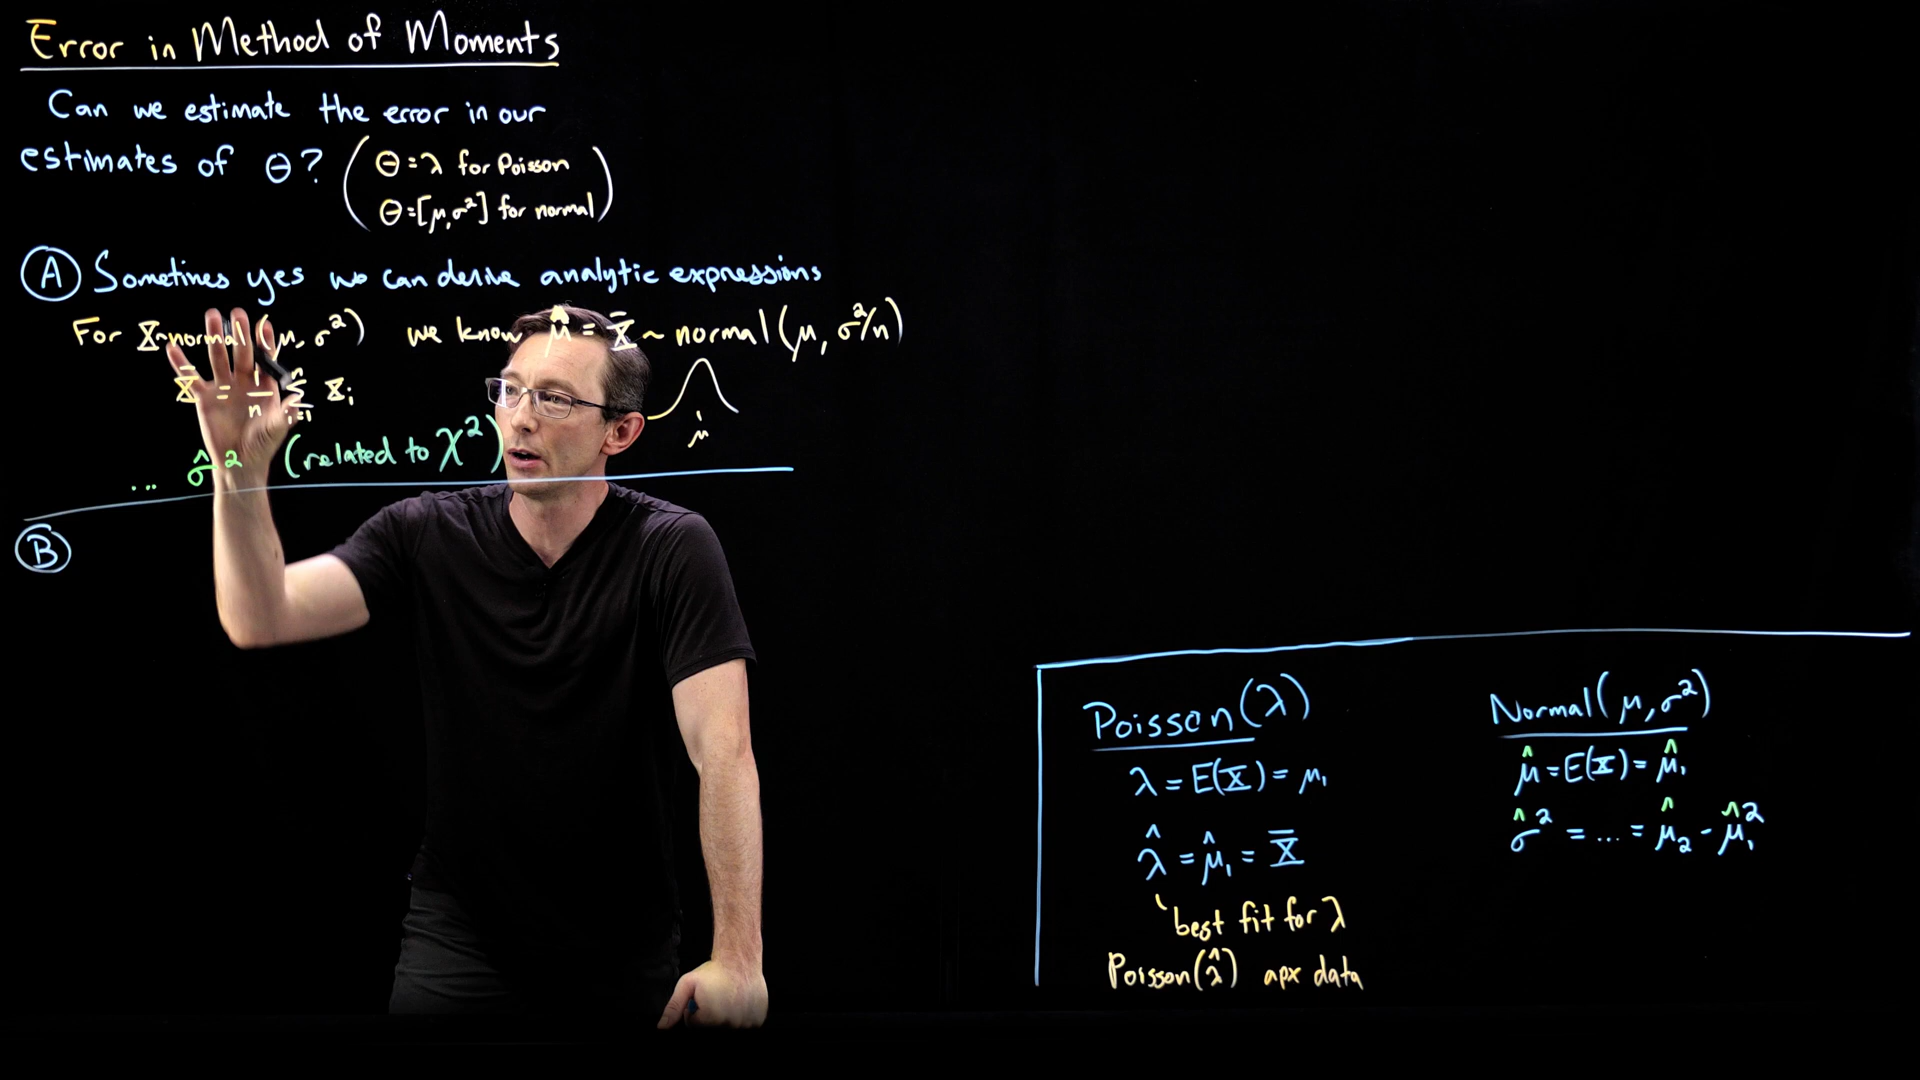 Error in Method of Moments
Can we estimate the error in our
estimates of Θ? (Θ = λ for Poisson
Θ = [μ, σ²] for normal)
Ⓐ Sometimes yes we can derive analytic expressions
For X~normal(μ, σ²) we know μ̂ = X̄ ~ normal(μ, σ²/n)
X̄ = 1/n Σᵢ₌₁ⁿ Xᵢ
μ
... σ̂² (related to χ²)
Ⓑ
Poisson(λ)
λ = E(X) = μ₁
λ̂ = μ̂₁ = X̄
best fit for λ
Poisson(λ̂) apx data
Normal(μ, σ²)
μ̂ = E(X) = μ̂₁
σ̂² = ... = μ̂₂ - μ̂₁²